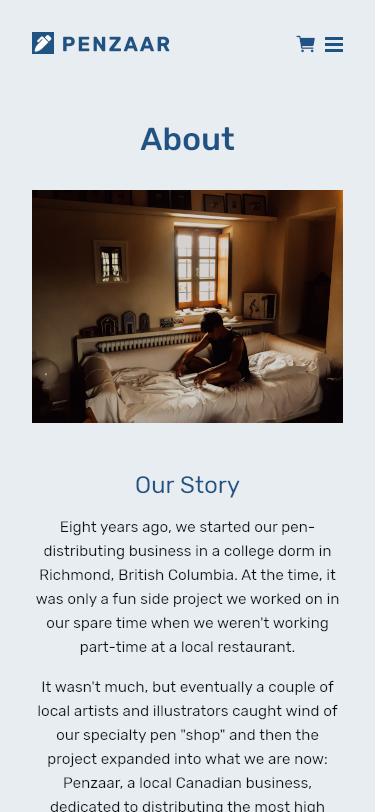 PENZAAR
About
Our Story
Eight years ago, we started our pen-
distributing business in a college dorm in
Richmond, British Columbia. At the time, it
was only a fun side project we worked on in
our spare time when we weren't working
part-time at a local restaurant.
It wasn't much, but eventually a couple of
local artists and illustrators caught wind of
our specialty pen "shop" and then the
project expanded into what we are now:
Penzaar, a local Canadian business,
dedicated to distributing the most high